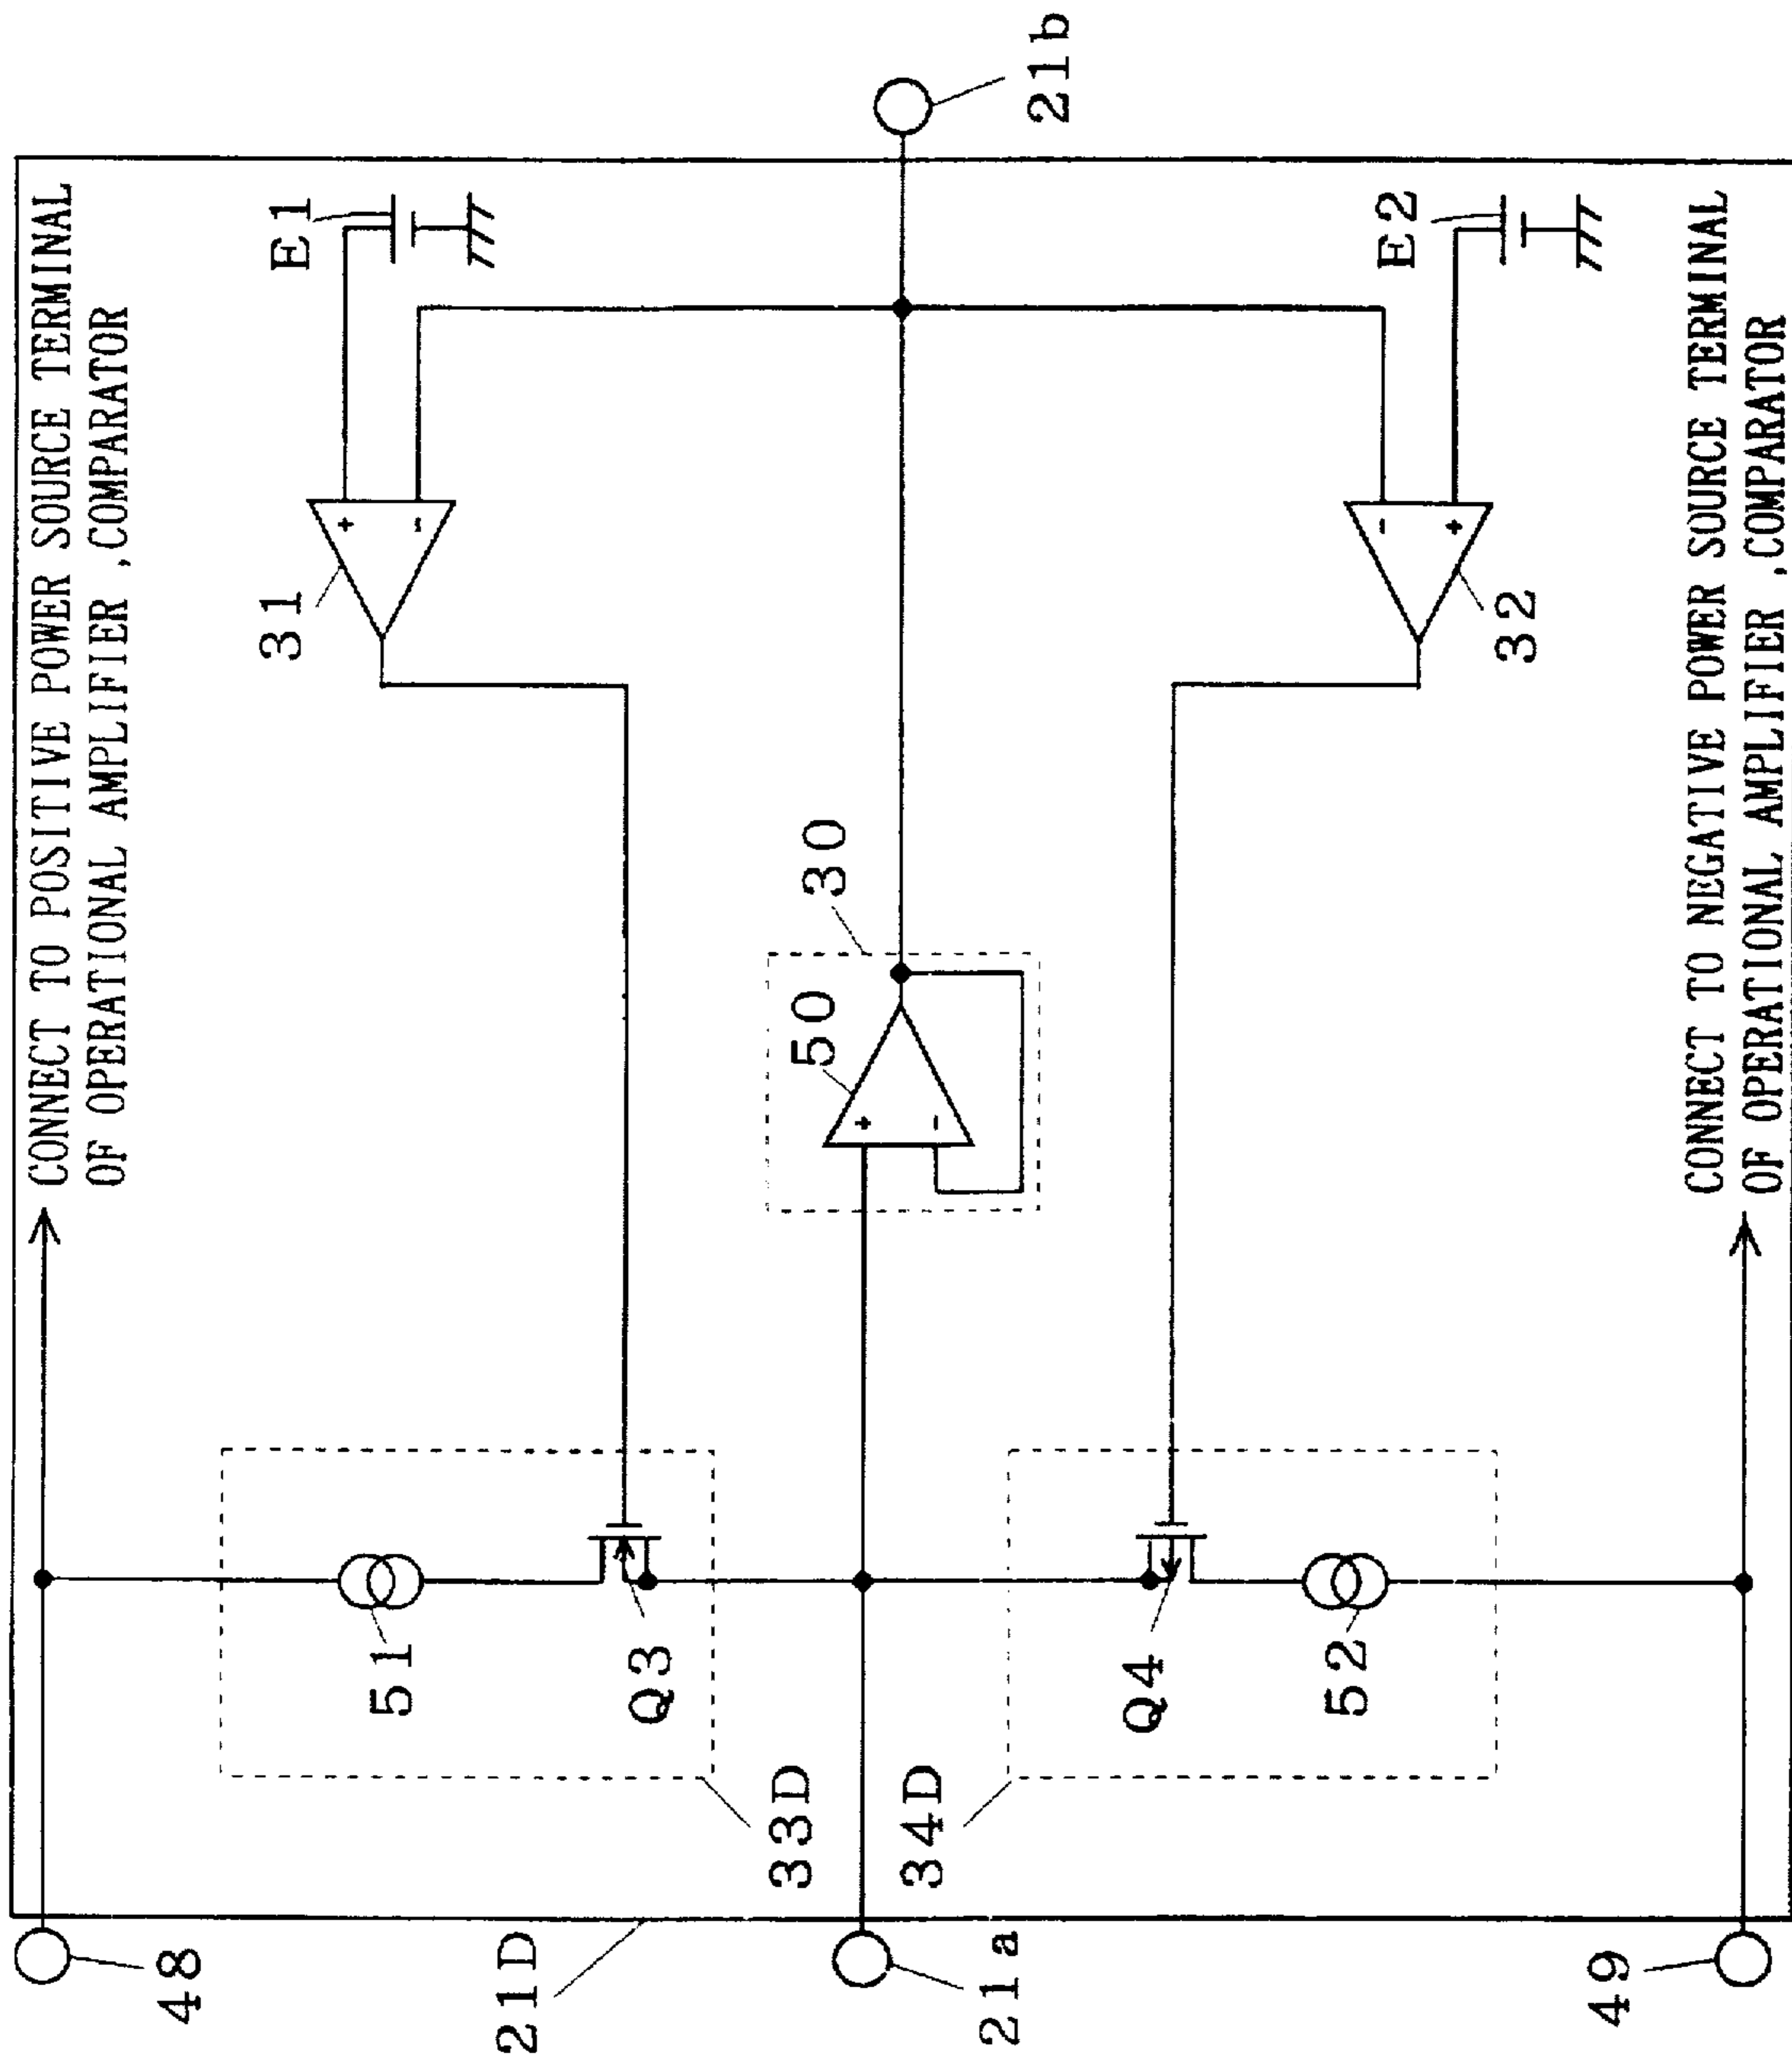 CONNECT TO POSITIVE POWER SOURCE TERMINAL
OF OPERATIONAL AMPLIFIER ,COMPARATOR
48
51
Q3
33D
31
E1
+
-
21D
21a
50
30
+
-
21b
34D
Q4
52
32
E2
-
+
49
CONNECT TO NEGATIVE POWER SOURCE TERMINAL
OF OPERATIONAL AMPLIFIER ,COMPARATOR